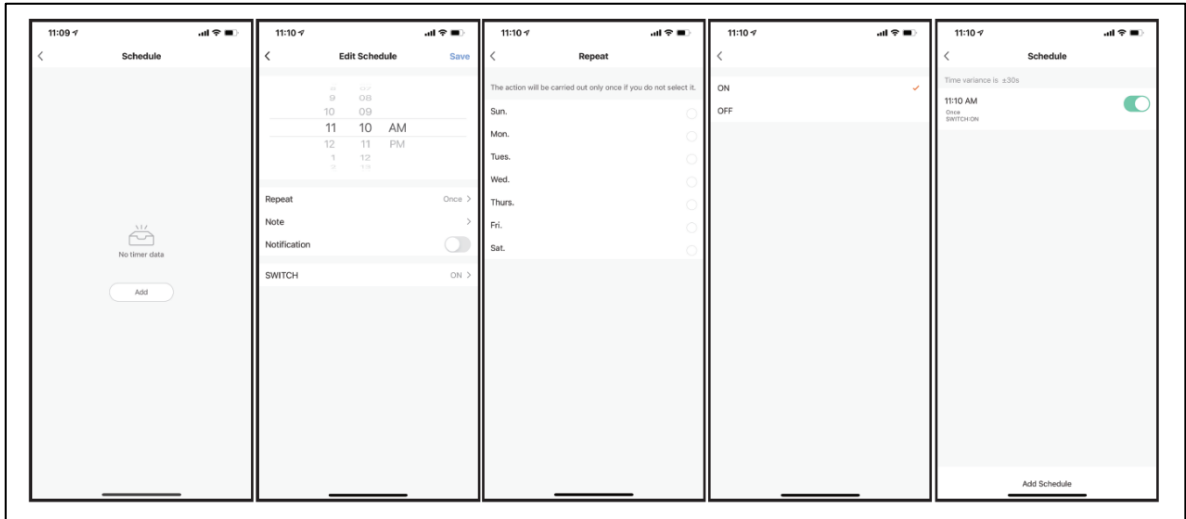 11:09
Schedule
No timer data
Add
11:10
Edit Schedule Save
9 08
10 09
11 10 AM
12 11 PM
1 12
Repeat Once
Note
Notification
SWITCH ON
11:10
Repeat
The action will be carried out only once if you do not select it.
Sun.
Mon.
Tues.
Wed.
Thurs.
Fri.
Sat.
11:10
ON
OFF
11:10
Schedule
Time variance is ±30s
11:10 AM
Once
SWITCH:ON
Add Schedule